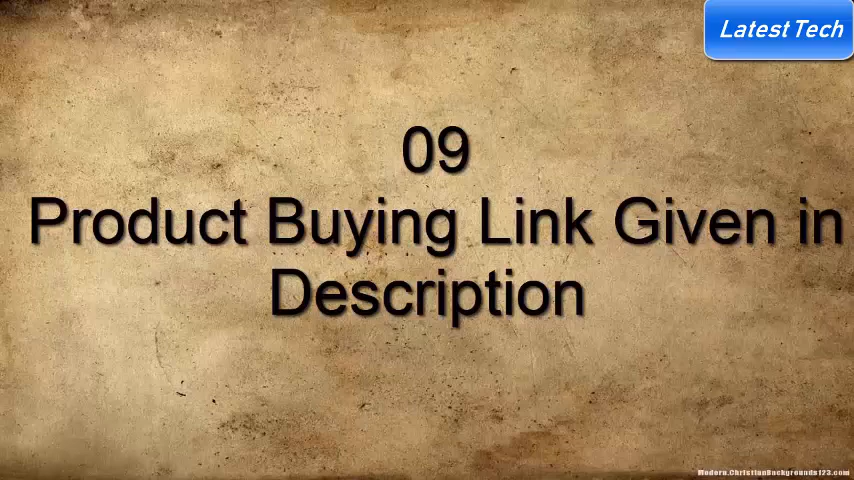 Latest Tech
09
Product Buying Link Given in
Description
Modern.ChristianBackgrounds123.com